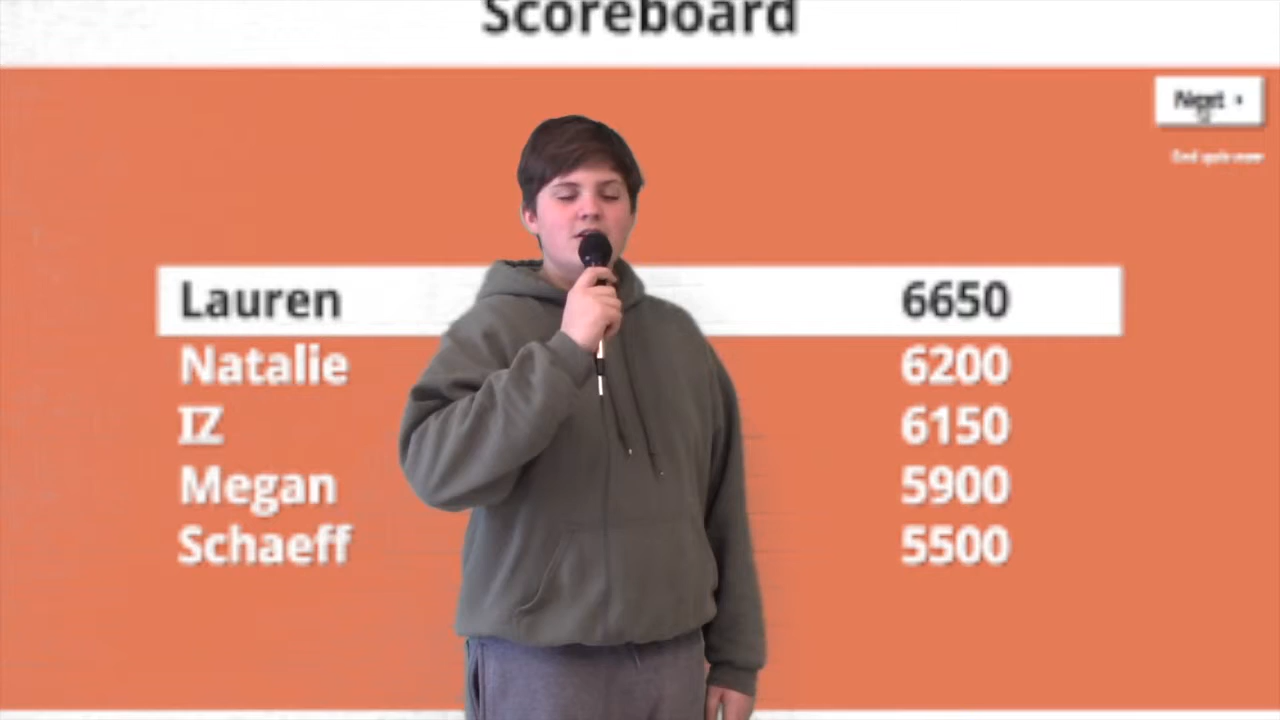 Scoreboard
Next
Lauren 6650
Natalie 6200
IZ 6150
Megan 5900
Schaeff 5500